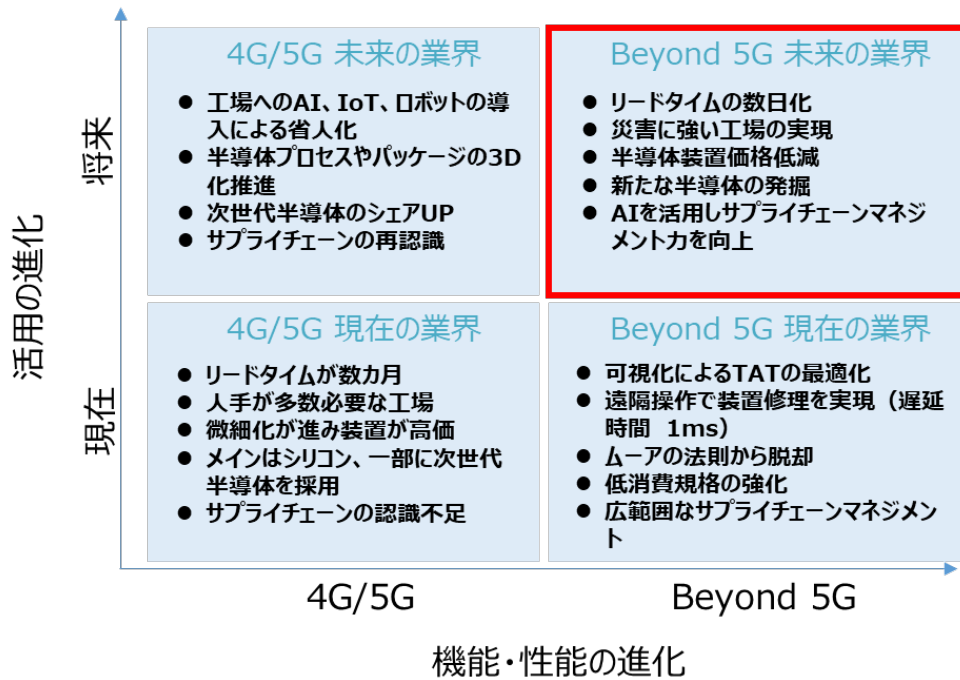 活用の進化
将来
現在
4G/5G 未来の業界
● 工場へのAI、IoT、ロボットの導
入による省人化
● 半導体プロセスやパッケージの3D
化推進
● 次世代半導体のシェアUP
● サプライチェーンの再認識
Beyond 5G 未来の業界
● リードタイムの数日化
● 災害に強い工場の実現
● 半導体装置価格低減
● 新たな半導体の発掘
● AIを活用しサプライチェーンマネジ
メント力を向上
4G/5G 現在の業界
● リードタイムが数カ月
● 人手が多数必要な工場
● 微細化が進み装置が高価
● メインはシリコン、一部に次世代
半導体を採用
● サプライチェーンの認識不足
Beyond 5G 現在の業界
● 可視化によるTATの最適化
● 遠隔操作で装置修理を実現（遅延
時間 1ms）
● ムーアの法則から脱却
● 低消費規格の強化
● 広範囲なサプライチェーンマネジメン
ト
4G/5G
Beyond 5G
機能・性能の進化